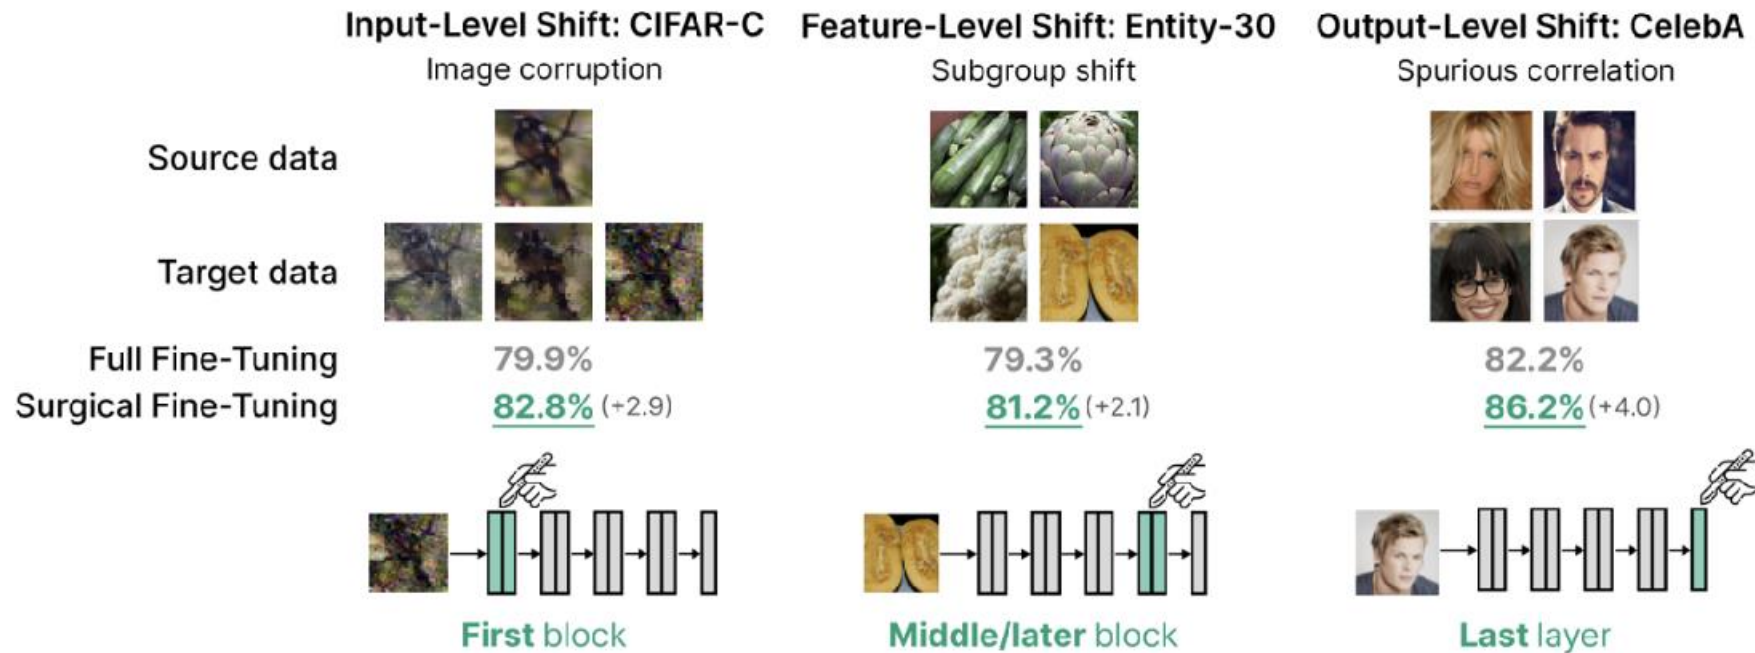 Input-Level Shift: CIFAR-C
Image corruption
Feature-Level Shift: Entity-30
Subgroup shift
Output-Level Shift: CelebA
Spurious correlation
Source data
Target data
Full Fine-Tuning 79.9% 79.3% 82.2%
Surgical Fine-Tuning 82.8% (+2.9) 81.2% (+2.1) 86.2% (+4.0)
First block
Middle/later block
Last layer